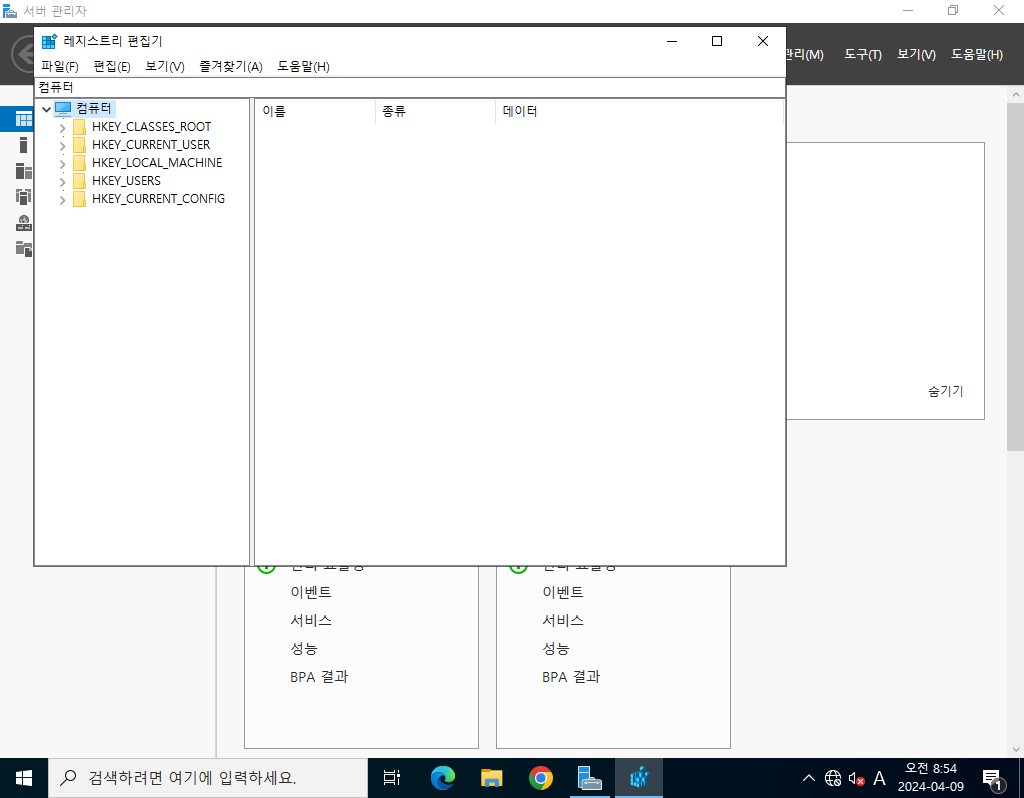 서버 관리자
레지스트리 편집기
파일(F) 편집(E) 보기(V) 즐겨찾기(A) 도움말(H)
관리(M) 도구(T) 보기(V) 도움말(H)
컴퓨터
컴퓨터
HKEY_CLASSES_ROOT
HKEY_CURRENT_USER
HKEY_LOCAL_MACHINE
HKEY_USERS
HKEY_CURRENT_CONFIG
이름 종류 데이터
숨기기
이벤트
서비스
성능
BPA 결과
이벤트
서비스
성능
BPA 결과
검색하려면 여기에 입력하세요.
A
오전 8:54
2024-04-09
1